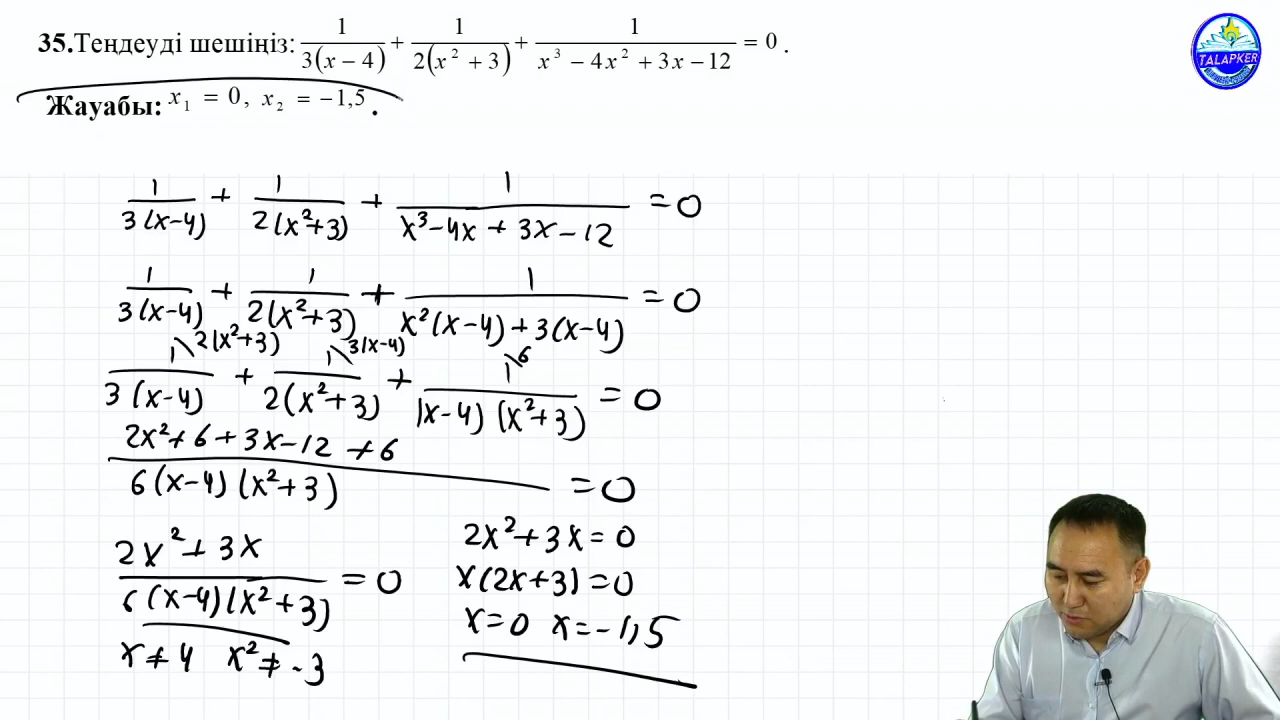 35.Теңдеуді шешіңіз: 1/(3(x − 4)) + 1/(2(x² + 3)) + 1/(x³ − 4x² + 3x − 12) = 0 .
TALAPKER
Жауабы: x₁ = 0, x₂ = −1,5 .
1/(3(x−4)) + 1/(2(x²+3)) + 1/(x³−4x + 3x − 12) = 0
1/(3(x−4)) + 1/(2(x²+3)) + 1/(x²(x−4)+3(x−4)) = 0
1\2(x²+3)/(3(x−4)) + 1\3(x−4)/(2(x²+3)) + 1\6/((x−4)(x²+3)) = 0
(2x²+6+3x−12+6)/(6(x−4)(x²+3)) = 0
(2x²+3x)/(6(x−4)(x²+3)) = 0
x≠4 x²≠-3
2x²+3x=0
x(2x+3)=0
x=0 x=−1,5